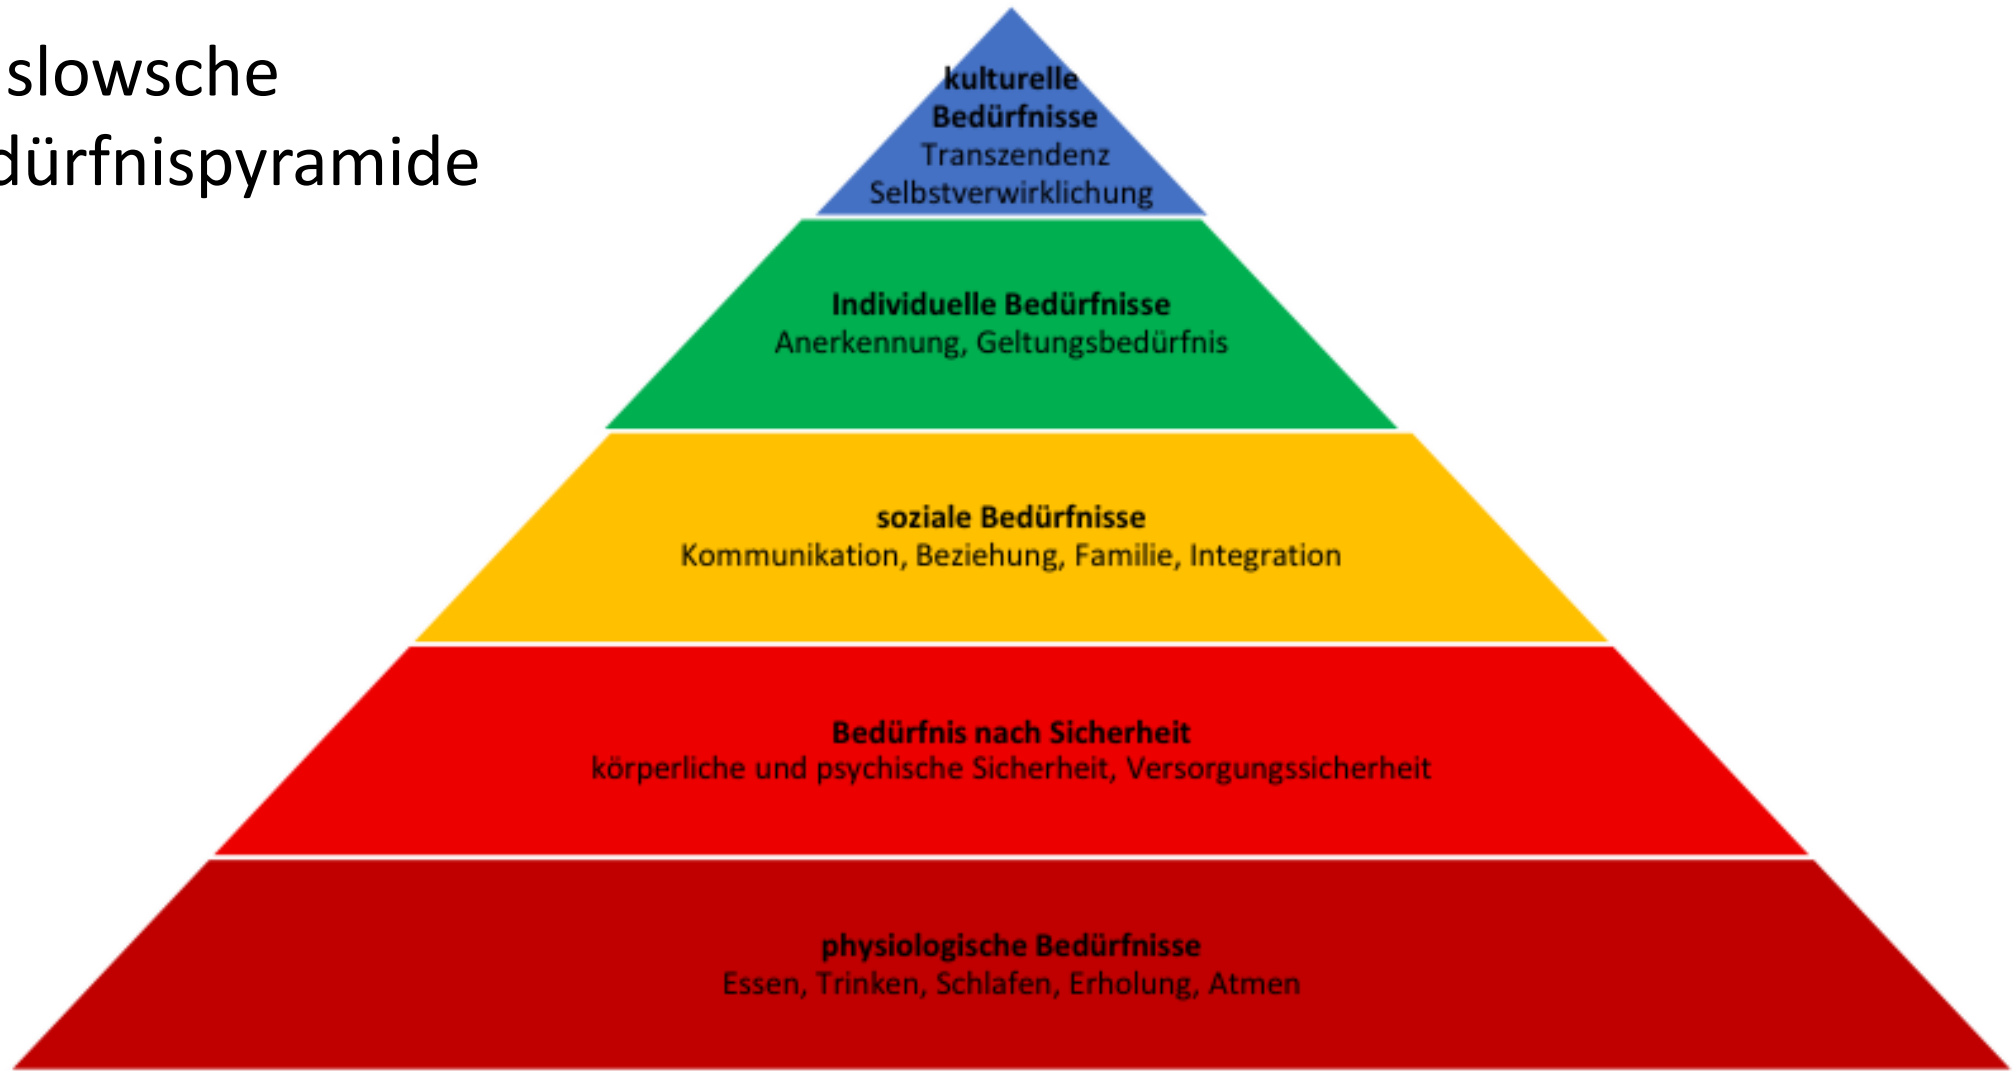 slowsche
dürfnispyramide
kulturelle
Bedürfnisse
Transzendenz
Selbstverwirklichung
Individuelle Bedürfnisse
Anerkennung, Geltungsbedürfnis
soziale Bedürfnisse
Kommunikation, Beziehung, Familie, Integration
Bedürfnis nach Sicherheit
körperliche und psychische Sicherheit, Versorgungssicherheit
physiologische Bedürfnisse
Essen, Trinken, Schlafen, Erholung, Atmen